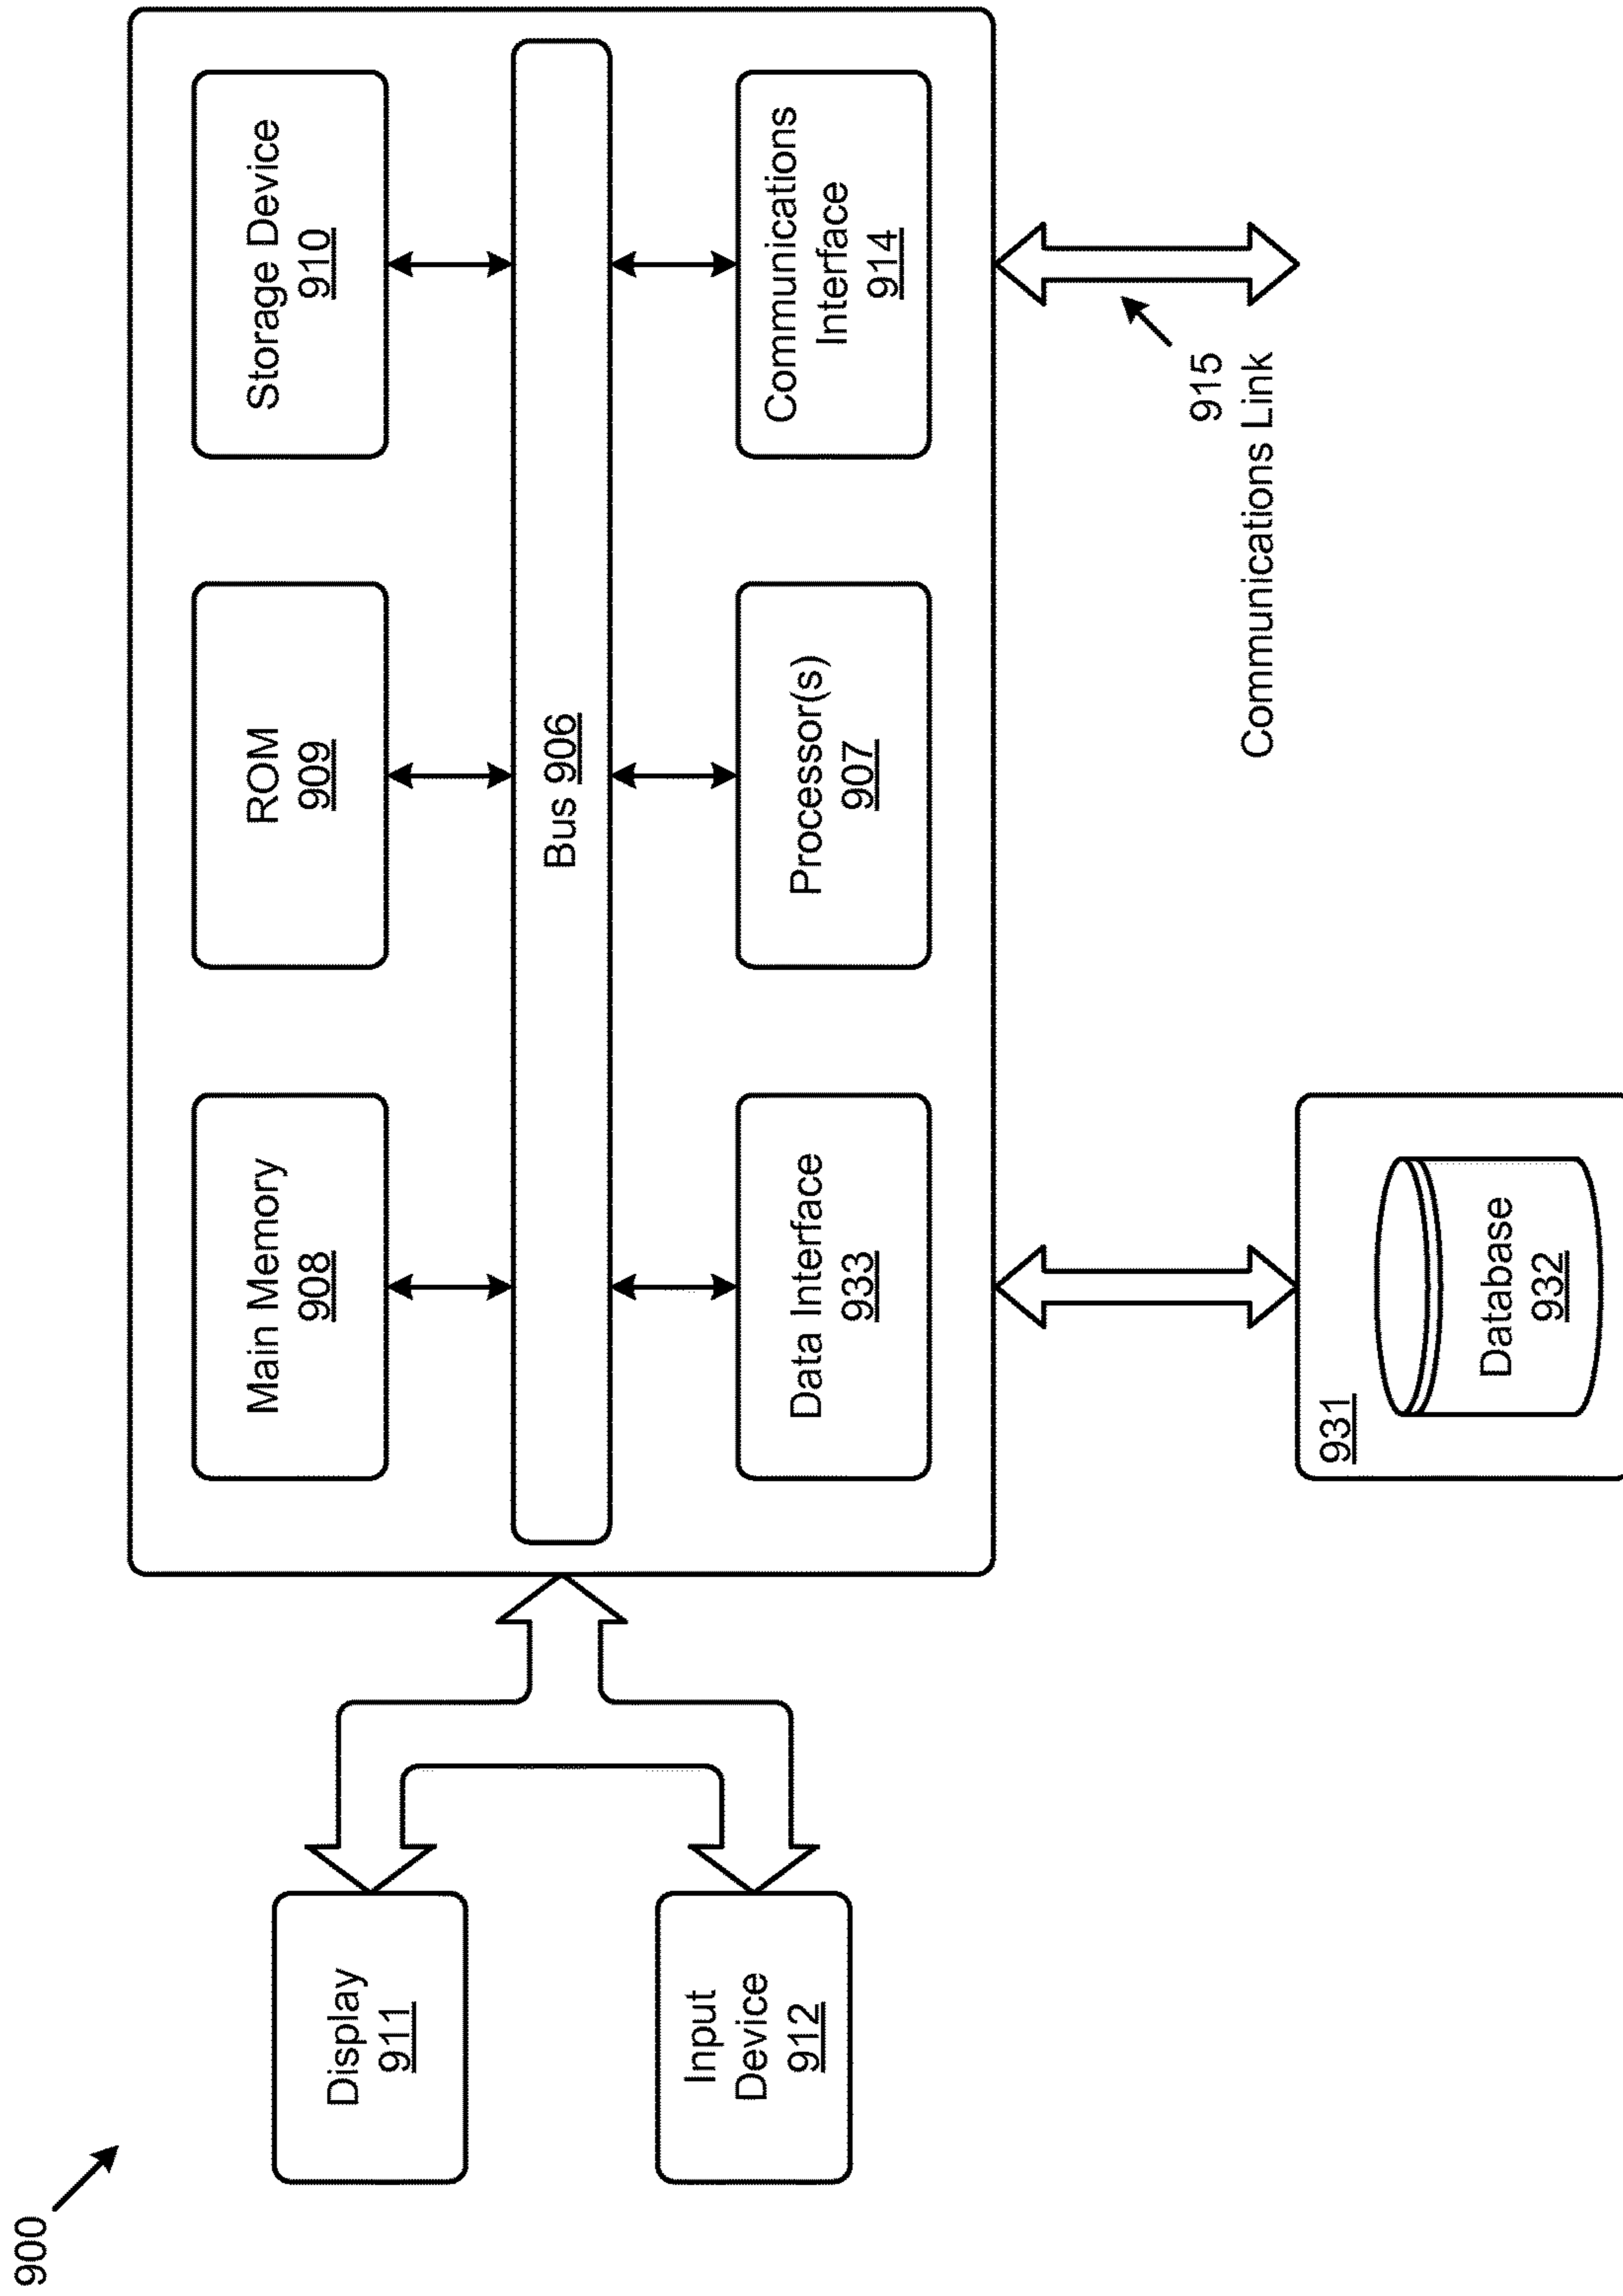 900
Display
911
Input
Device
912
Main Memory
908
ROM
909
Storage Device
910
Bus 906
Data Interface
933
Processor(s)
907
Communications
Interface
914
915
Communications Link
931
Database
932